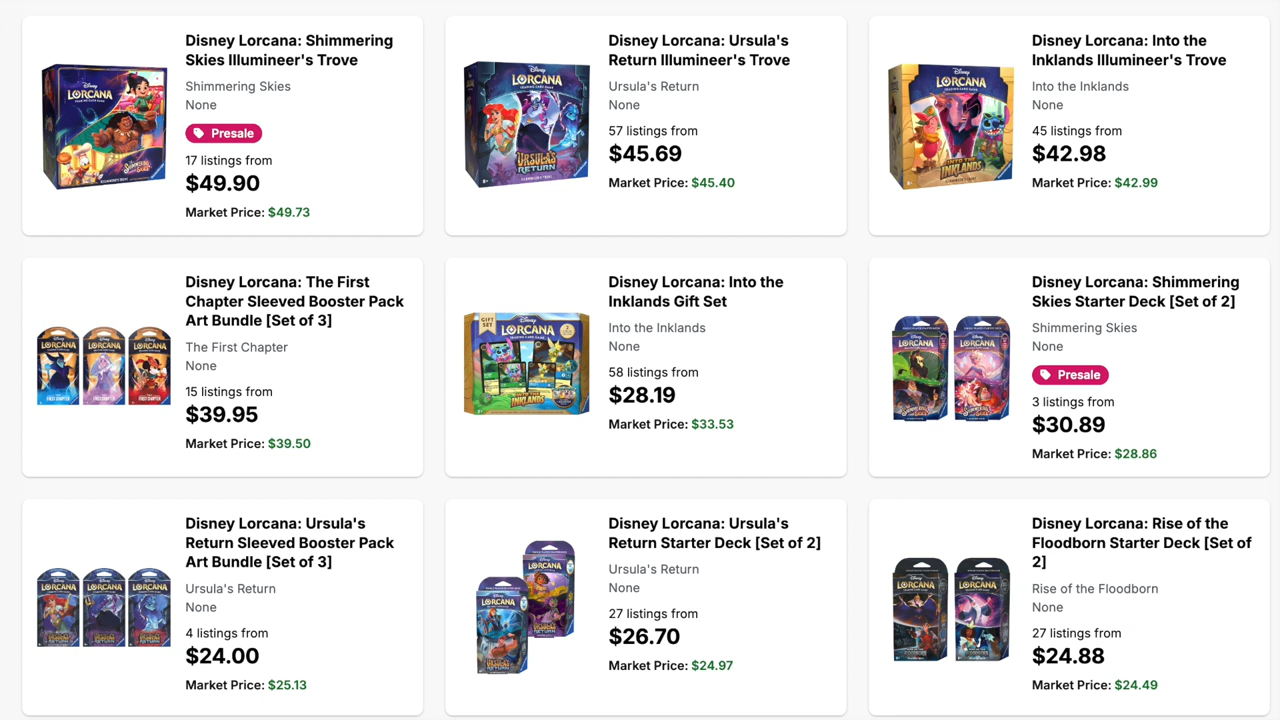 Disney Lorcana: Shimmering
Skies Illumineer's Trove
Shimmering Skies
None
Presale
17 listings from
$49.90
Market Price: $49.73
Disney Lorcana: Ursula's
Return Illumineer's Trove
Ursula's Return
None
57 listings from
$45.69
Market Price: $45.40
Disney Lorcana: Into the
Inklands Illumineer's Trove
Into the Inklands
None
45 listings from
$42.98
Market Price: $42.99
Disney Lorcana: The First
Chapter Sleeved Booster Pack
Art Bundle [Set of 3]
The First Chapter
None
15 listings from
$39.95
Market Price: $39.50
Disney Lorcana: Into the
Inklands Gift Set
Into the Inklands
None
58 listings from
$28.19
Market Price: $33.53
Disney Lorcana: Shimmering
Skies Starter Deck [Set of 2]
Shimmering Skies
None
Presale
3 listings from
$30.89
Market Price: $28.86
Disney Lorcana: Ursula's
Return Sleeved Booster Pack
Art Bundle [Set of 3]
Ursula's Return
None
4 listings from
$24.00
Market Price: $25.13
Disney Lorcana: Ursula's
Return Starter Deck [Set of 2]
Ursula's Return
None
27 listings from
$26.70
Market Price: $24.97
Disney Lorcana: Rise of the
Floodborn Starter Deck [Set of
2]
Rise of the Floodborn
None
27 listings from
$24.88
Market Price: $24.49